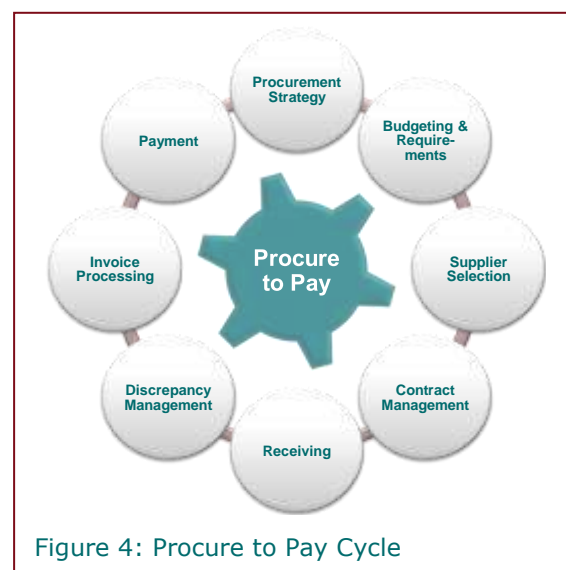 Procurement
Strategy
Budgeting &
Require-
ments
Supplier
Selection
Contract
Management
Receiving
Discrepancy
Management
Invoice
Processing
Payment
Procure
to Pay
Figure 4: Procure to Pay Cycle